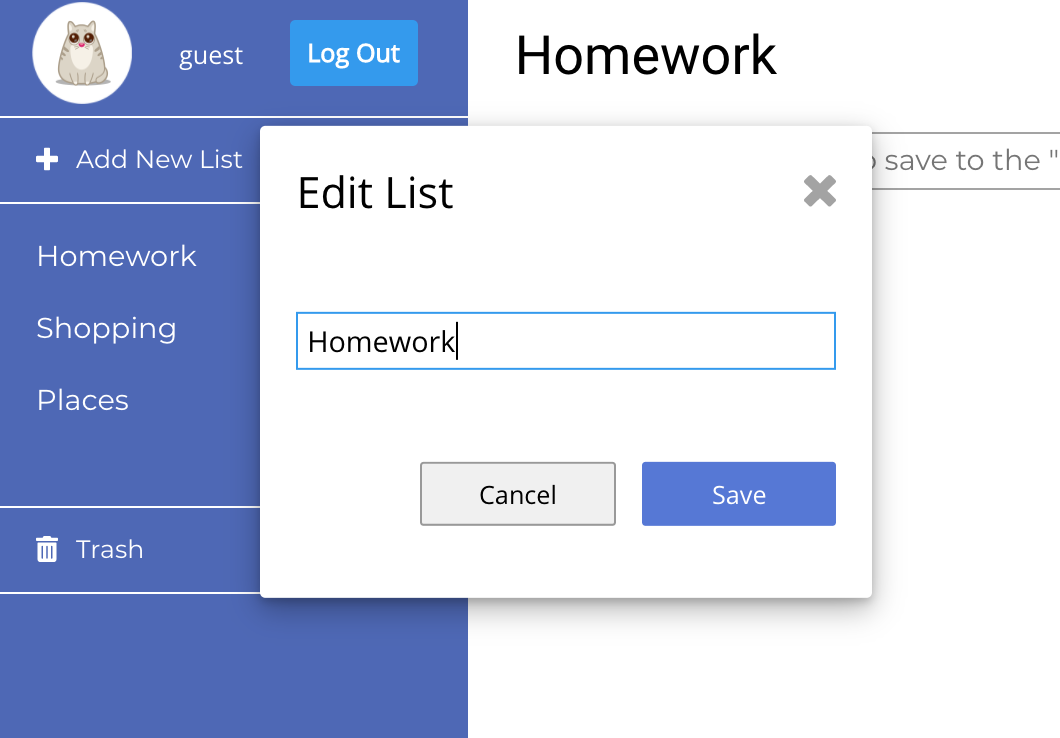 guest
Log Out
Homework
Add New List
save to the "
Edit List
Homework
Shopping
Places
Homework
Cancel
Save
Trash